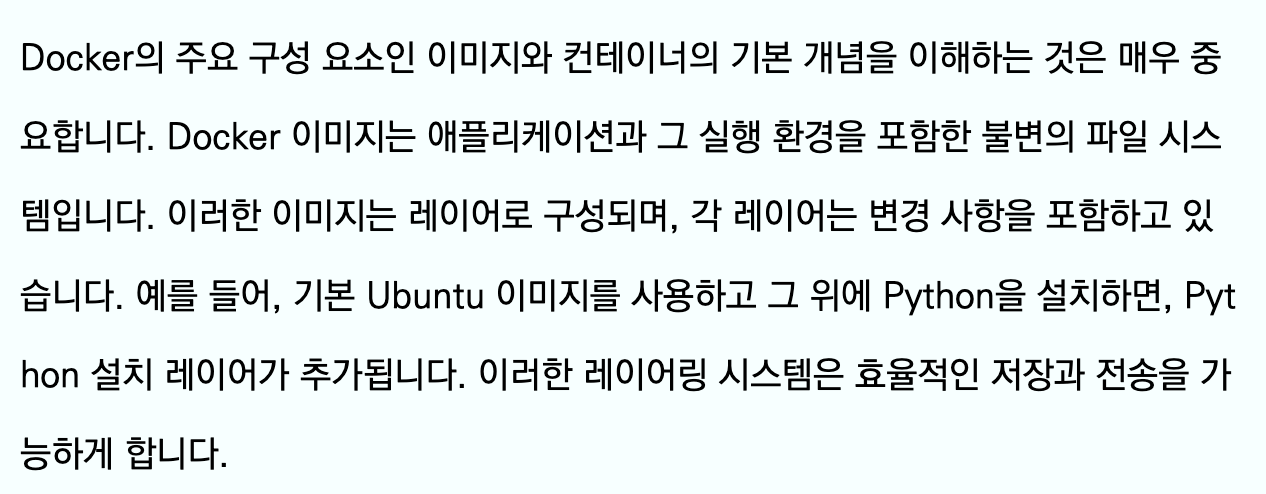 Docker의 주요 구성 요소인 이미지와 컨테이너의 기본 개념을 이해하는 것은 매우 중
요합니다. Docker 이미지는 애플리케이션과 그 실행 환경을 포함한 불변의 파일 시스
템입니다. 이러한 이미지는 레이어로 구성되며, 각 레이어는 변경 사항을 포함하고 있
습니다. 예를 들어, 기본 Ubuntu 이미지를 사용하고 그 위에 Python을 설치하면, Pyt
hon 설치 레이어가 추가됩니다. 이러한 레이어링 시스템은 효율적인 저장과 전송을 가
능하게 합니다.